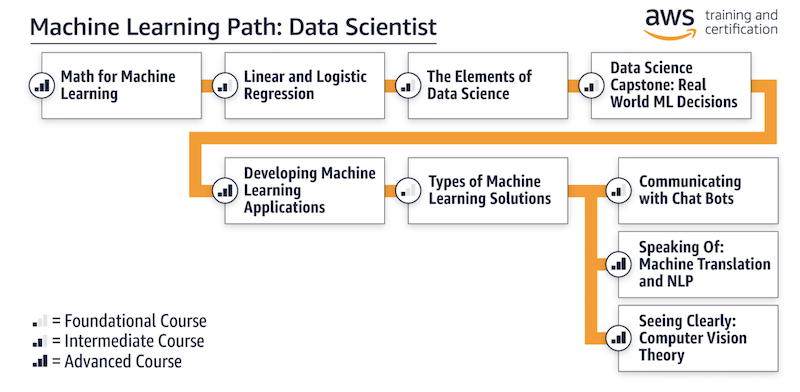 Machine Learning Path: Data Scientist
aws training and
certification
Math for Machine
Learning
Linear and Logistic
Regression
The Elements of
Data Science
Data Science
Capstone: Real
World ML Decisions
Developing Machine
Learning
Applications
Types of Machine
Learning Solutions
Communicating
with Chat Bots
Speaking Of:
Machine Translation
and NLP
Seeing Clearly:
Computer Vision
Theory
= Foundational Course
= Intermediate Course
= Advanced Course